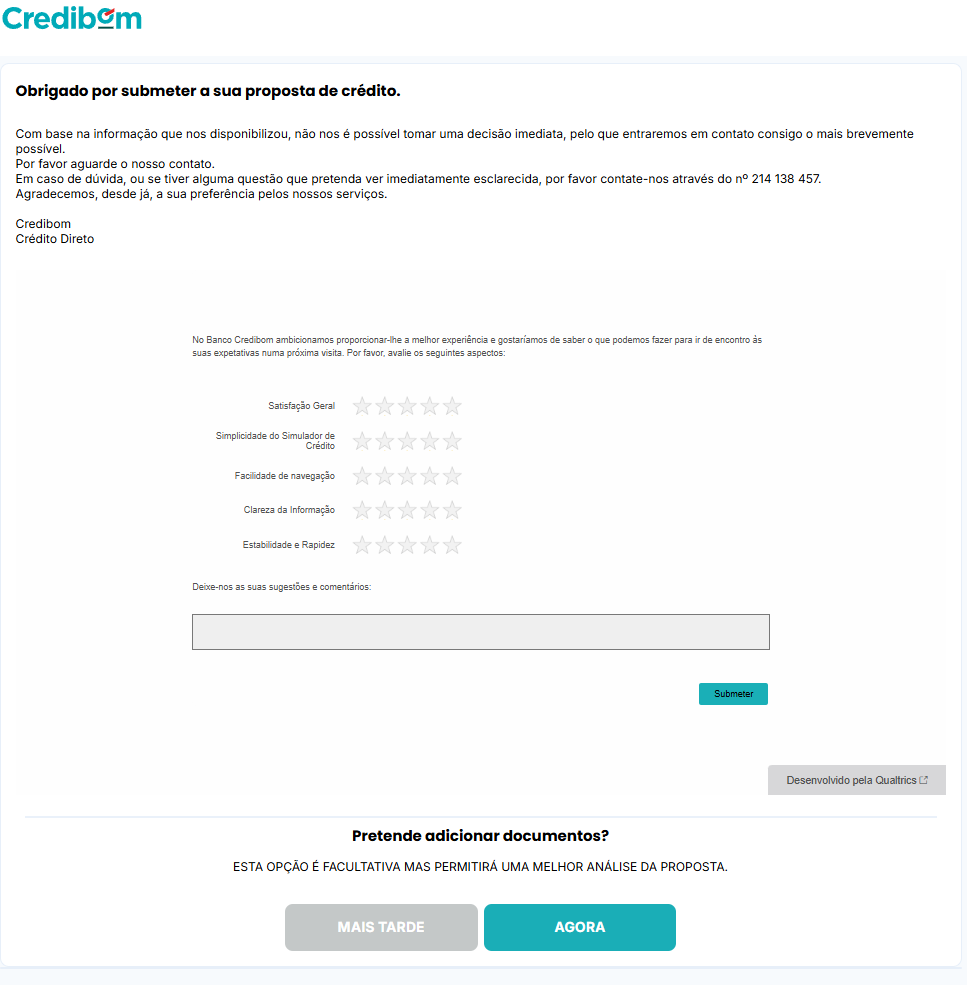 Credibom
Obrigado por submeter a sua proposta de crédito.
Com base na informação que nos disponibilizou, não nos é possível tomar uma decisão imediata, pelo que entraremos em contato consigo o mais brevemente
possível.
Por favor aguarde o nosso contato.
Em caso de dúvida, ou se tiver alguma questão que pretenda ver imediatamente esclarecida, por favor contate-nos através do nº 214 138 457.
Agradecemos, desde já, a sua preferência pelos nossos serviços.
Credibom
Crédito Direto
No Banco Credibom ambicionamos proporcionar-lhe a melhor experiência e gostaríamos de saber o que podemos fazer para ir de encontro às
suas expetativas numa próxima visita. Por favor, avalie os seguintes aspectos:
Satisfação Geral
Simplicidade do Simulador de
Crédito
Facilidade de navegação
Clareza da Informação
Estabilidade e Rapidez
Deixe-nos as suas sugestões e comentários:
Submeter
Desenvolvido pela Qualtrics
Pretende adicionar documentos?
ESTA OPÇÃO É FACULTATIVA MAS PERMITIRÁ UMA MELHOR ANÁLISE DA PROPOSTA.
MAIS TARDE
AGORA